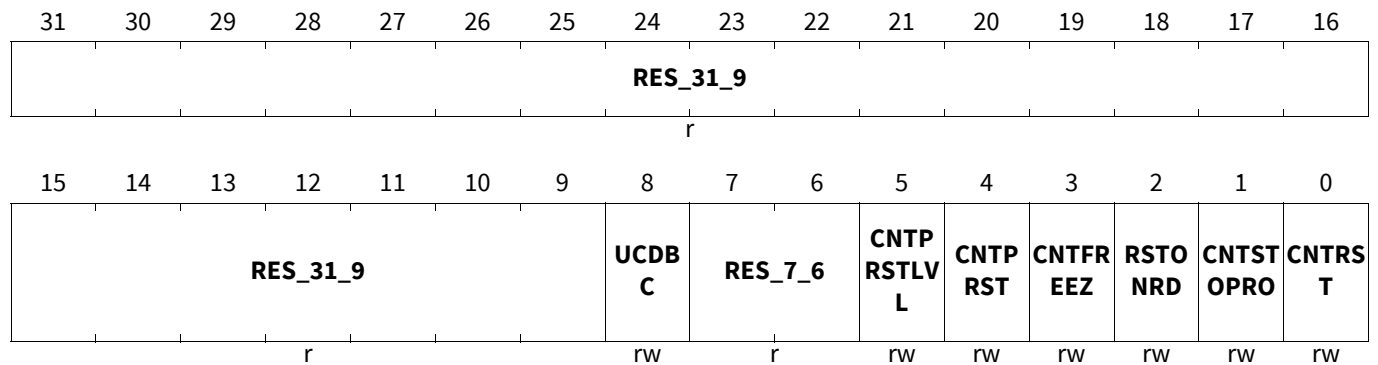 31 30 29 28 27 26 25 24 23 22 21 20 19 18 17 16
RES_31_9
r
15 14 13 12 11 10 9 8 7 6 5 4 3 2 1 0
RES_31_9 UCDB RES_7_6 CNTP CNTP CNTFR RSTO CNTST CNTRS
C RSTLV RST EEZ NRD OPRO T
L
r rw r rw rw rw rw rw rw